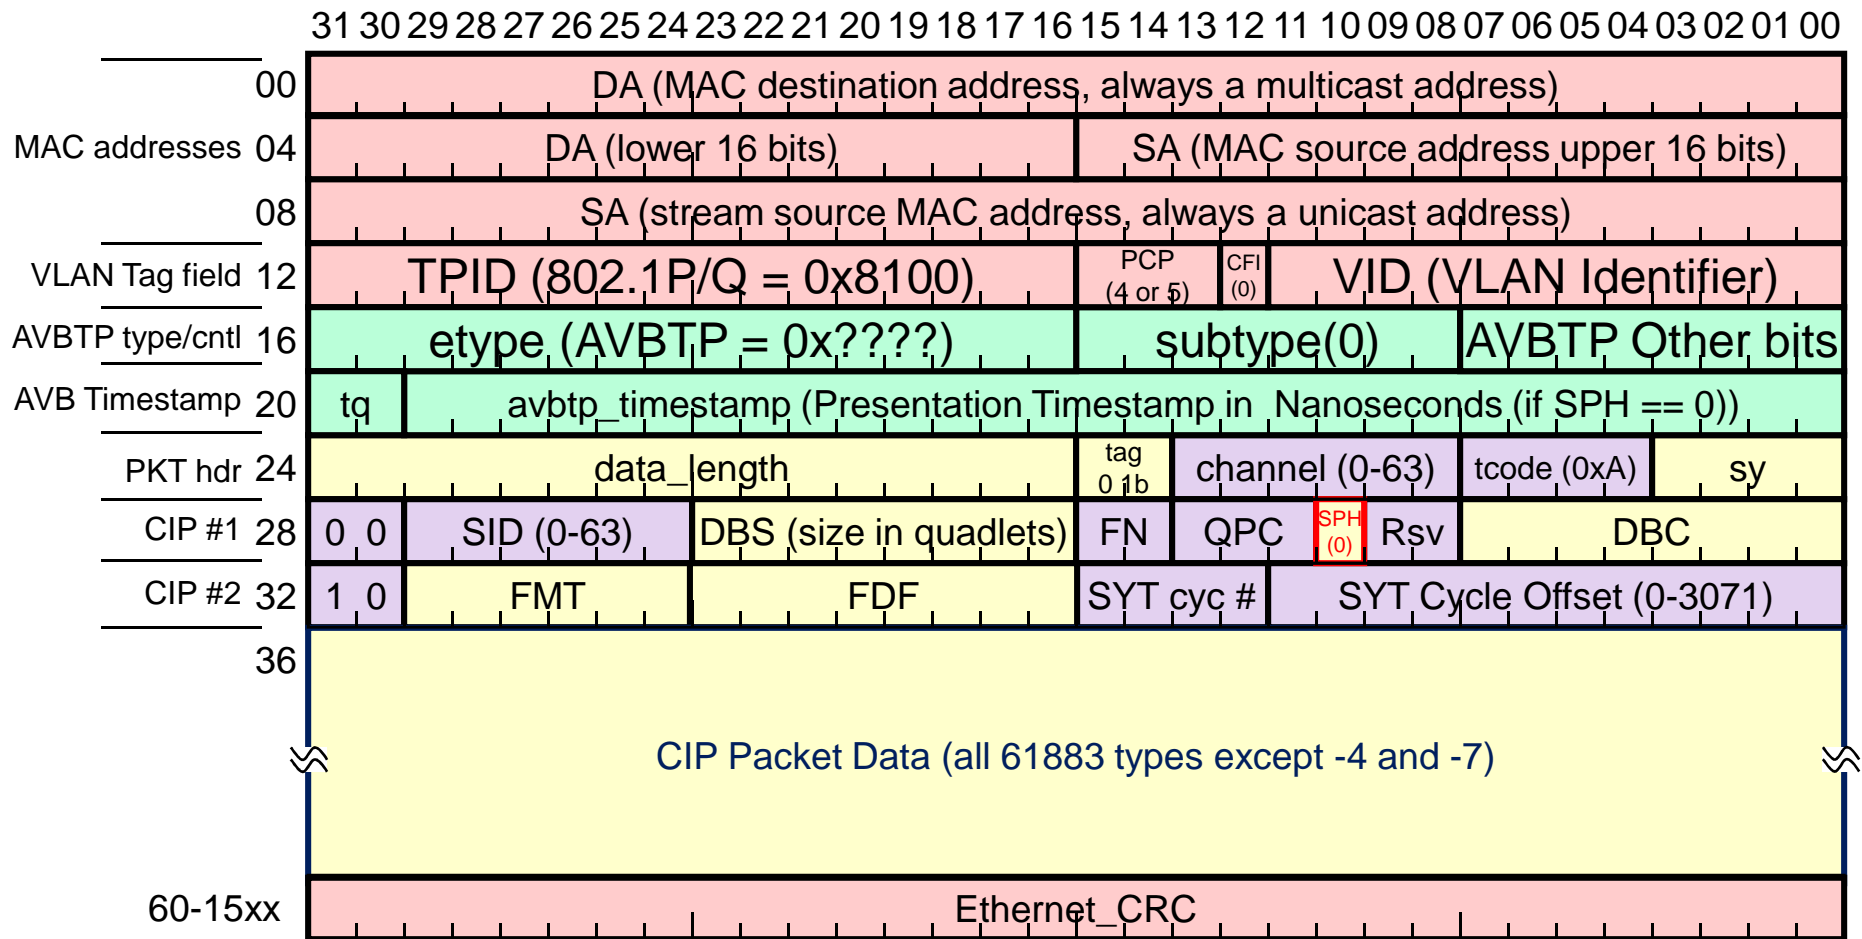 31 30 29 28 27 26 25 24 23 22 21 20 19 18 17 16 15 14 13 12 11 10 09 08 07 06 05 04 03 02 01 00
00 DA (MAC destination address, always a multicast address)
MAC addresses 04 DA (lower 16 bits) SA (MAC source address upper 16 bits)
08 SA (stream source MAC address, always a unicast address)
VLAN Tag field 12 TPID (802.1P/Q = 0x8100) PCP (4 or 5) CFI (0) VID (VLAN Identifier)
AVBTP type/cntl 16 etype (AVBTP = 0x????) subtype(0) AVBTP Other bits
AVB Timestamp 20 tq avbtp_timestamp (Presentation Timestamp in Nanoseconds (if SPH == 0))
PKT hdr 24 data_length tag 0 1b channel (0-63) tcode (0xA) sy
CIP #1 28 0 0 SID (0-63) DBS (size in quadlets) FN QPC SPH (0) Rsv DBC
CIP #2 32 1 0 FMT FDF SYT cyc # SYT Cycle Offset (0-3071)
36
CIP Packet Data (all 61883 types except -4 and -7)
60-15xx Ethernet_CRC